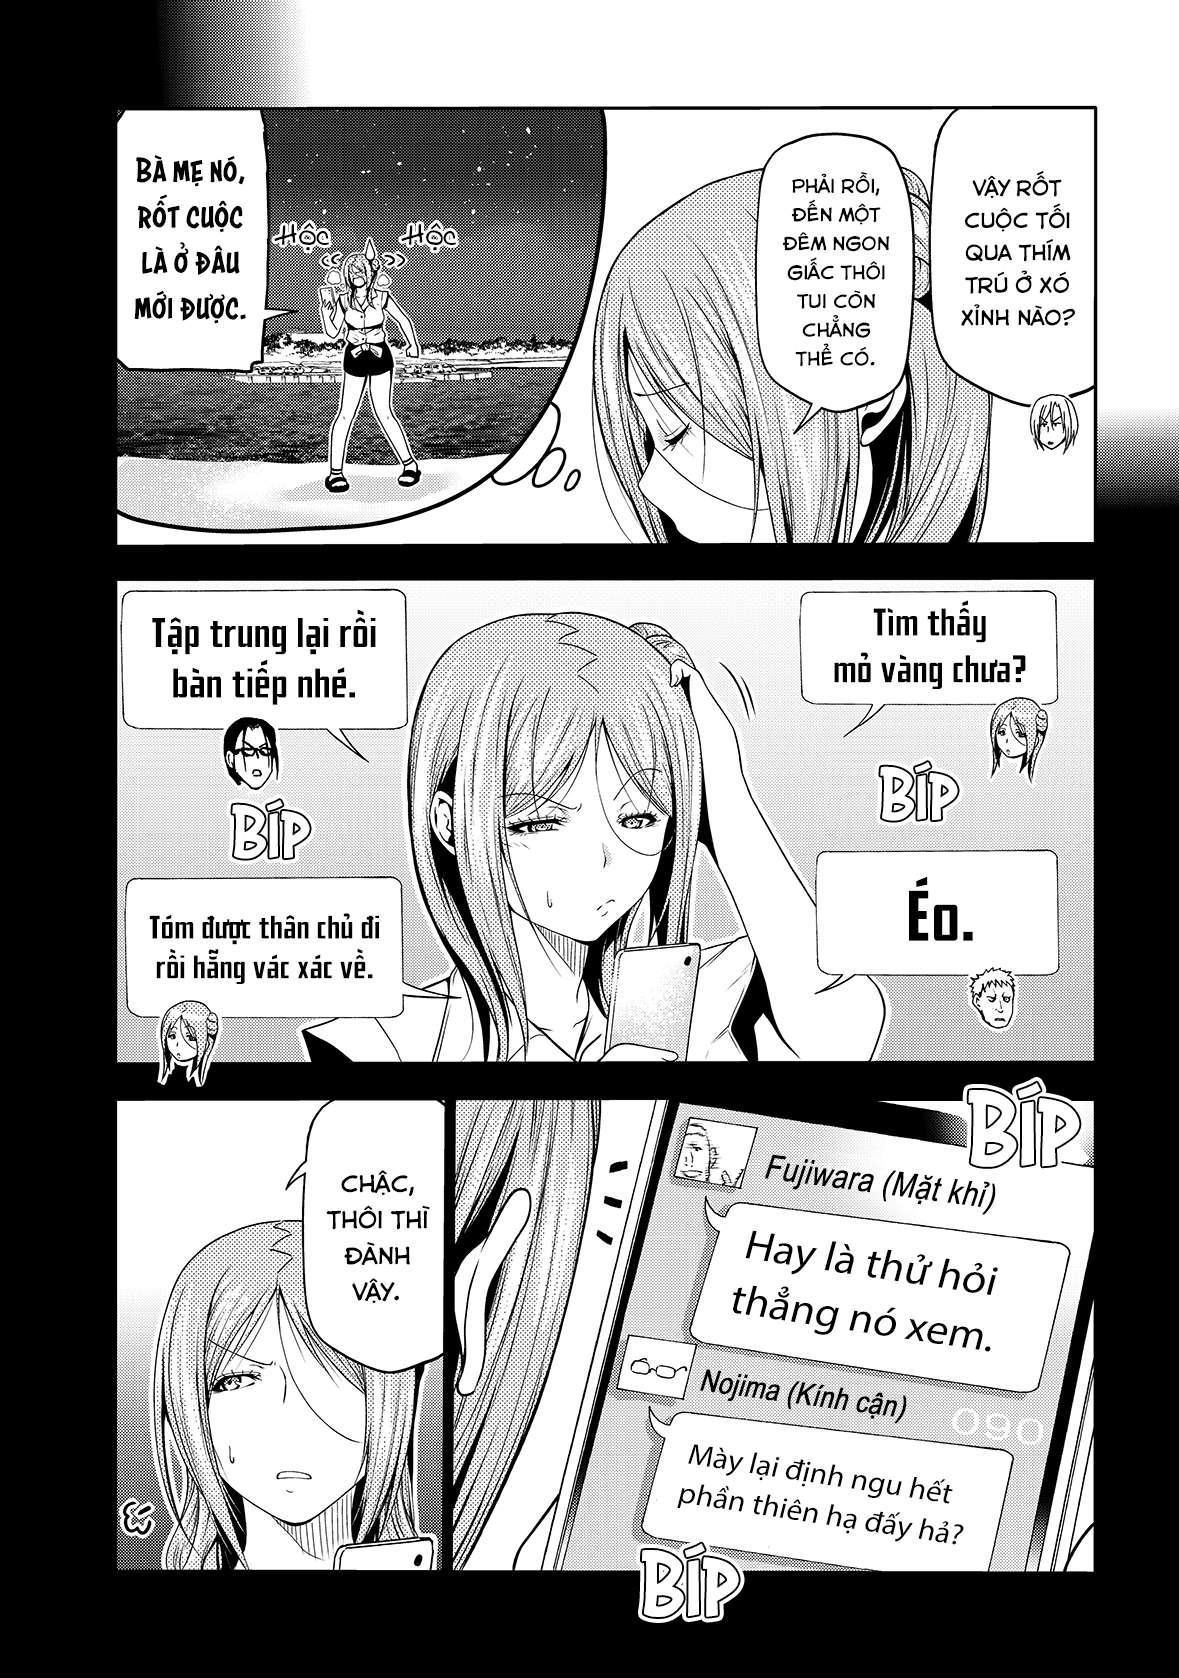 VẬY RỐT
CUỘC TỐI
QUA THÍM
TRÚ Ở XÓ
XỈNH NÀO?
PHẢI RỒI,
ĐẾN MỘT
ĐÊM NGON
GIẤC THÔI
TUI CÒN
CHẲNG
THỂ CÓ.
HỘC
HỘC
BÀ MẸ NÓ,
RỐT CUỘC
LÀ Ở ĐÂU
MỚI ĐƯỢC.
Tìm thấy
mỏ vàng chưa?
BÍP
Éo.
Tập trung lại rồi
bàn tiếp nhé.
BÍP
Tóm được thân chủ đi
rồi hẵng vác xác về.
BÍP
Fujiwara (Mặt khỉ)
Hay là thử hỏi
thẳng nó xem.
Nojima (Kính cận)
090
Mày lại định ngu hết
phần thiên hạ đấy hả?
BÍP
CHẬC,
THÔI THÌ
ĐÀNH
VẬY.